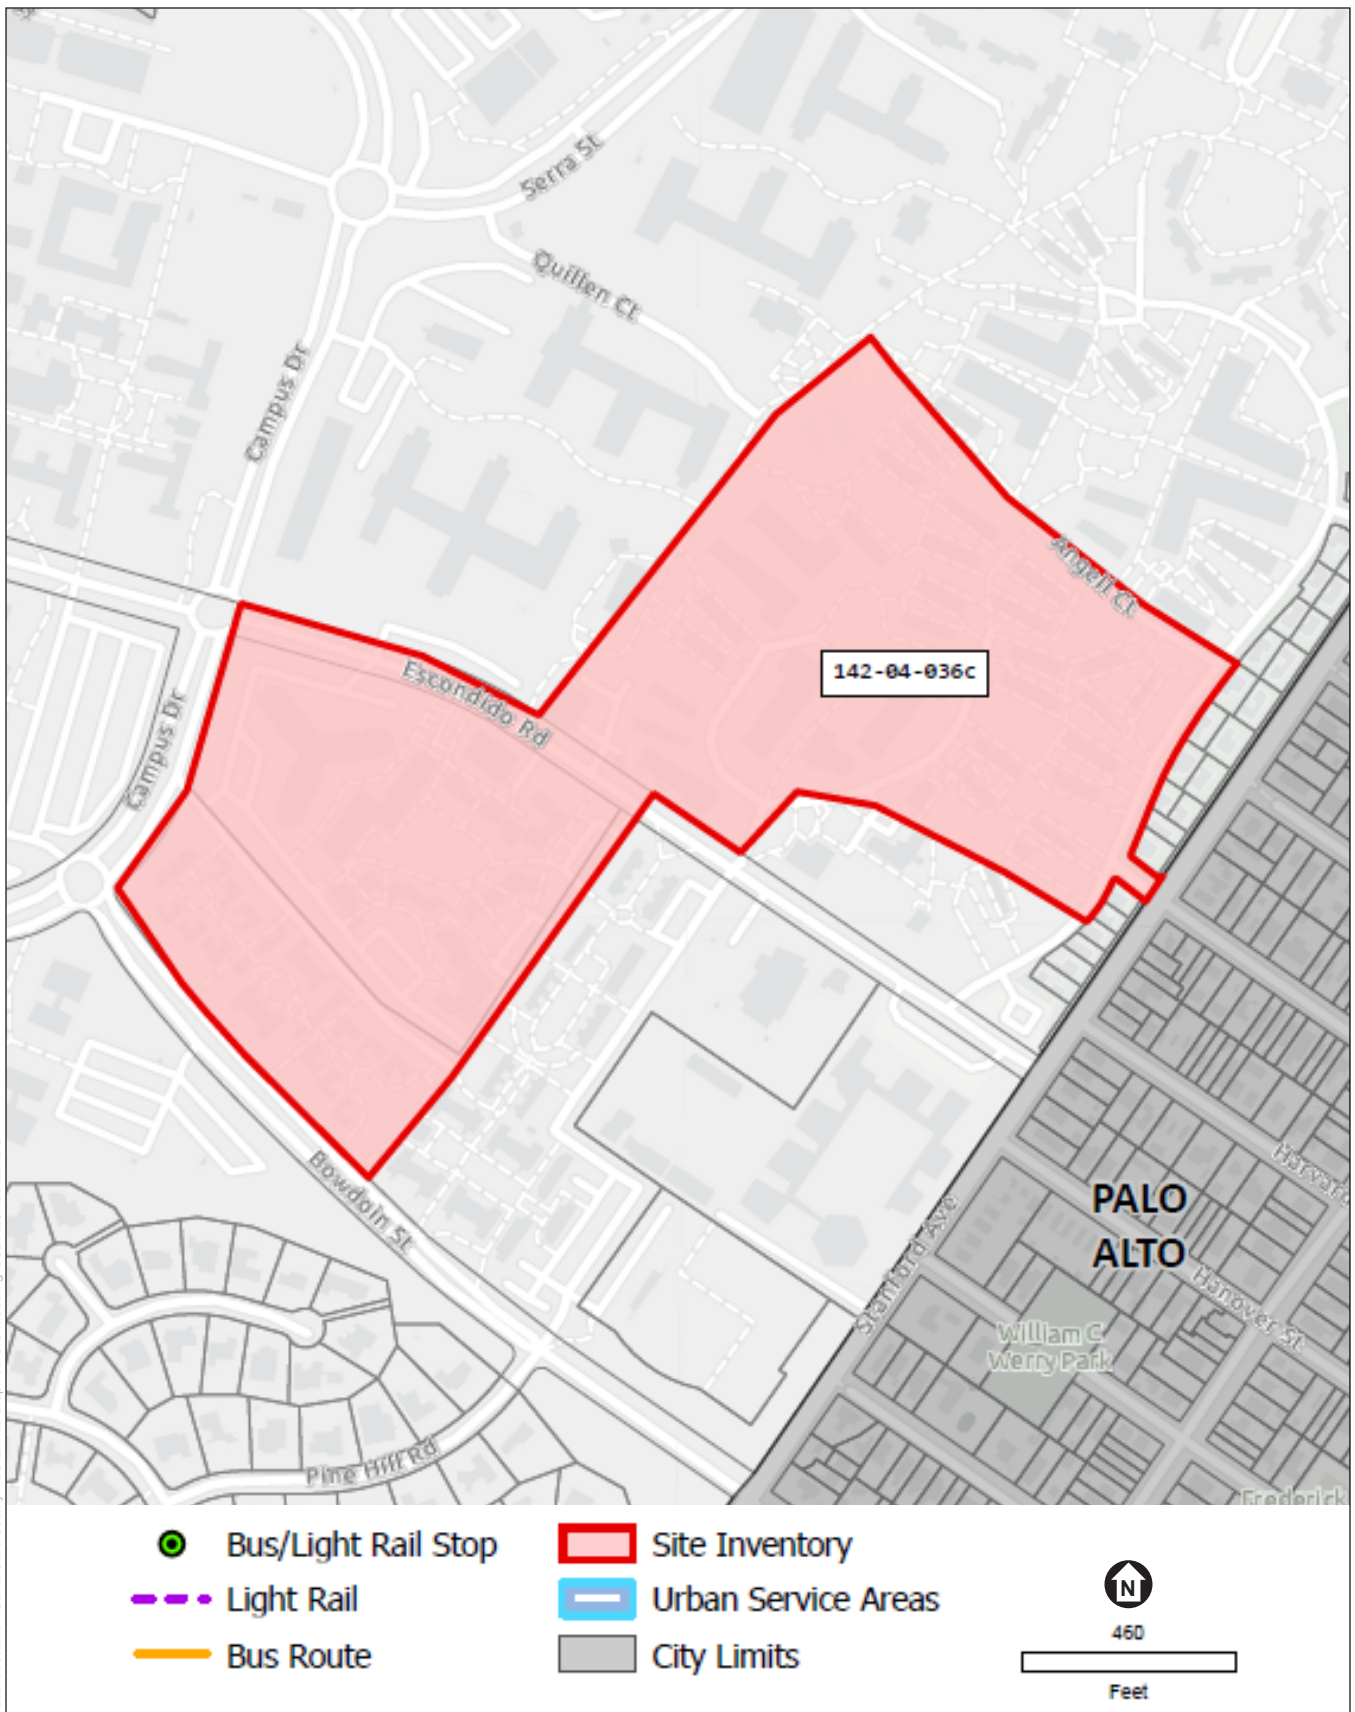 Serra St
Quillen Ct
Campus Dr
Angell Ct
142-04-036c
Escondido Rd
Campus Dr
Bowdoin St
Harvard
PALO
ALTO
Stanford Ave
Hanover St
William C
Werry Park
Pine Hill Rd
Frederick
Bus/Light Rail Stop
Site Inventory
Light Rail
Urban Service Areas
N
460
Bus Route
City Limits
Feet